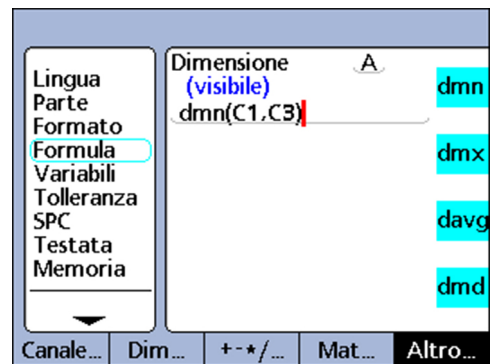 Lingua
Parte
Formato
Formula
Variabili
Tolleranza
SPC
Testata
Memoria
Dimensione A
(visibile)
dmn(C1,C3)
dmn
dmx
davg
dmd
Canale... Dim... +-*/... Mat... Altro...